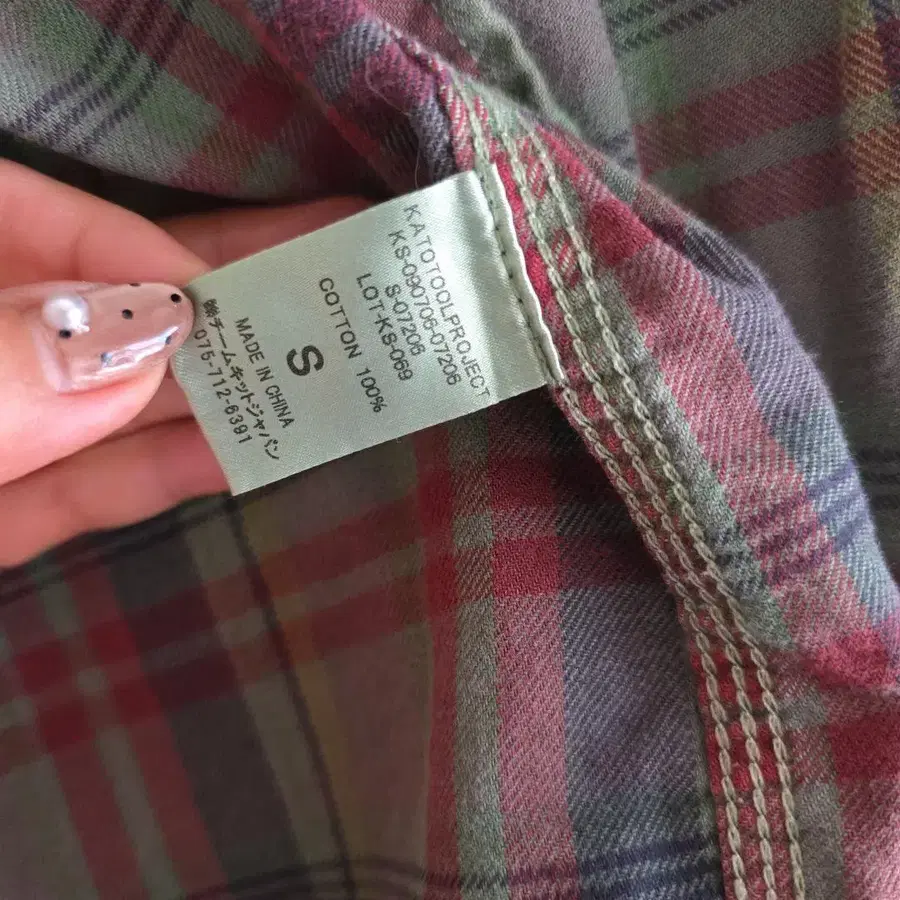 KATOTOOLPROJECT
KS-090706-07206
S-07206
LOT-KS-069
COTTON 100%
S
MADE IN CHINA
㈱チームキットジャパン
075-712-6391